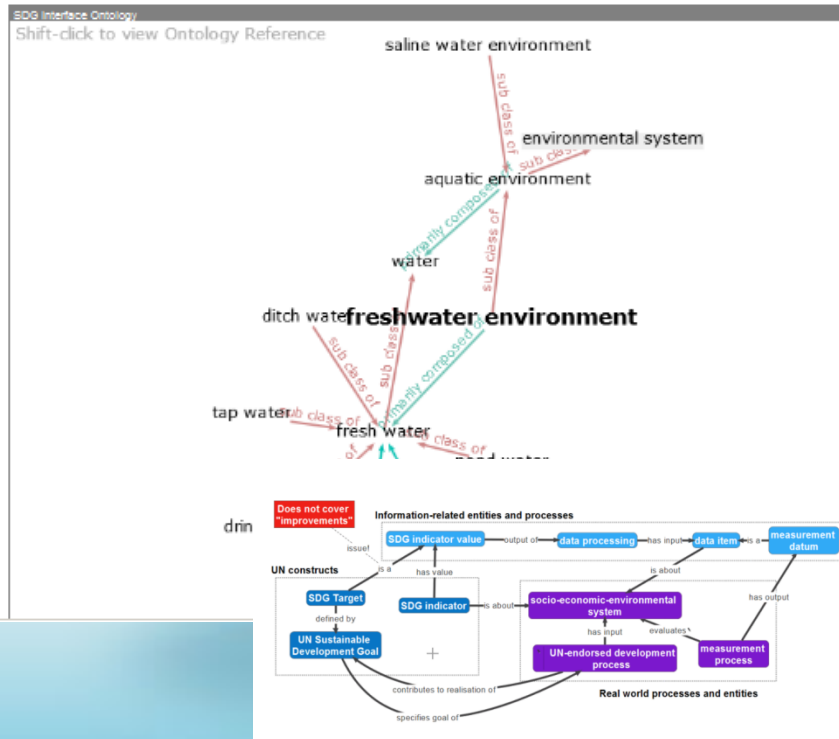 SDG Interface Ontology
Shift-click to view Ontology Reference
saline water environment
sub class of
environmental system
sub class
aquatic environment
primarily composed of
water
sub class of
ditch wate
freshwater environment
sub class
primarily composed of
sub class of
tap water
sub class of
fresh water
sub class of
of
drin
Does not cover
"improvements"
issue!
Information-related entities and processes
SDG indicator value
output of
data processing
has input
data item
is a
measurement
datum
UN constructs
is a
has value
is about
SDG Target
SDG indicator
is about
socio-economic-environmental
system
has output
defined by
has input
evaluates
UN Sustainable
Development Goal
UN-endorsed development
process
measurement
process
contributes to realisation of
Real world processes and entities
specifies goal of